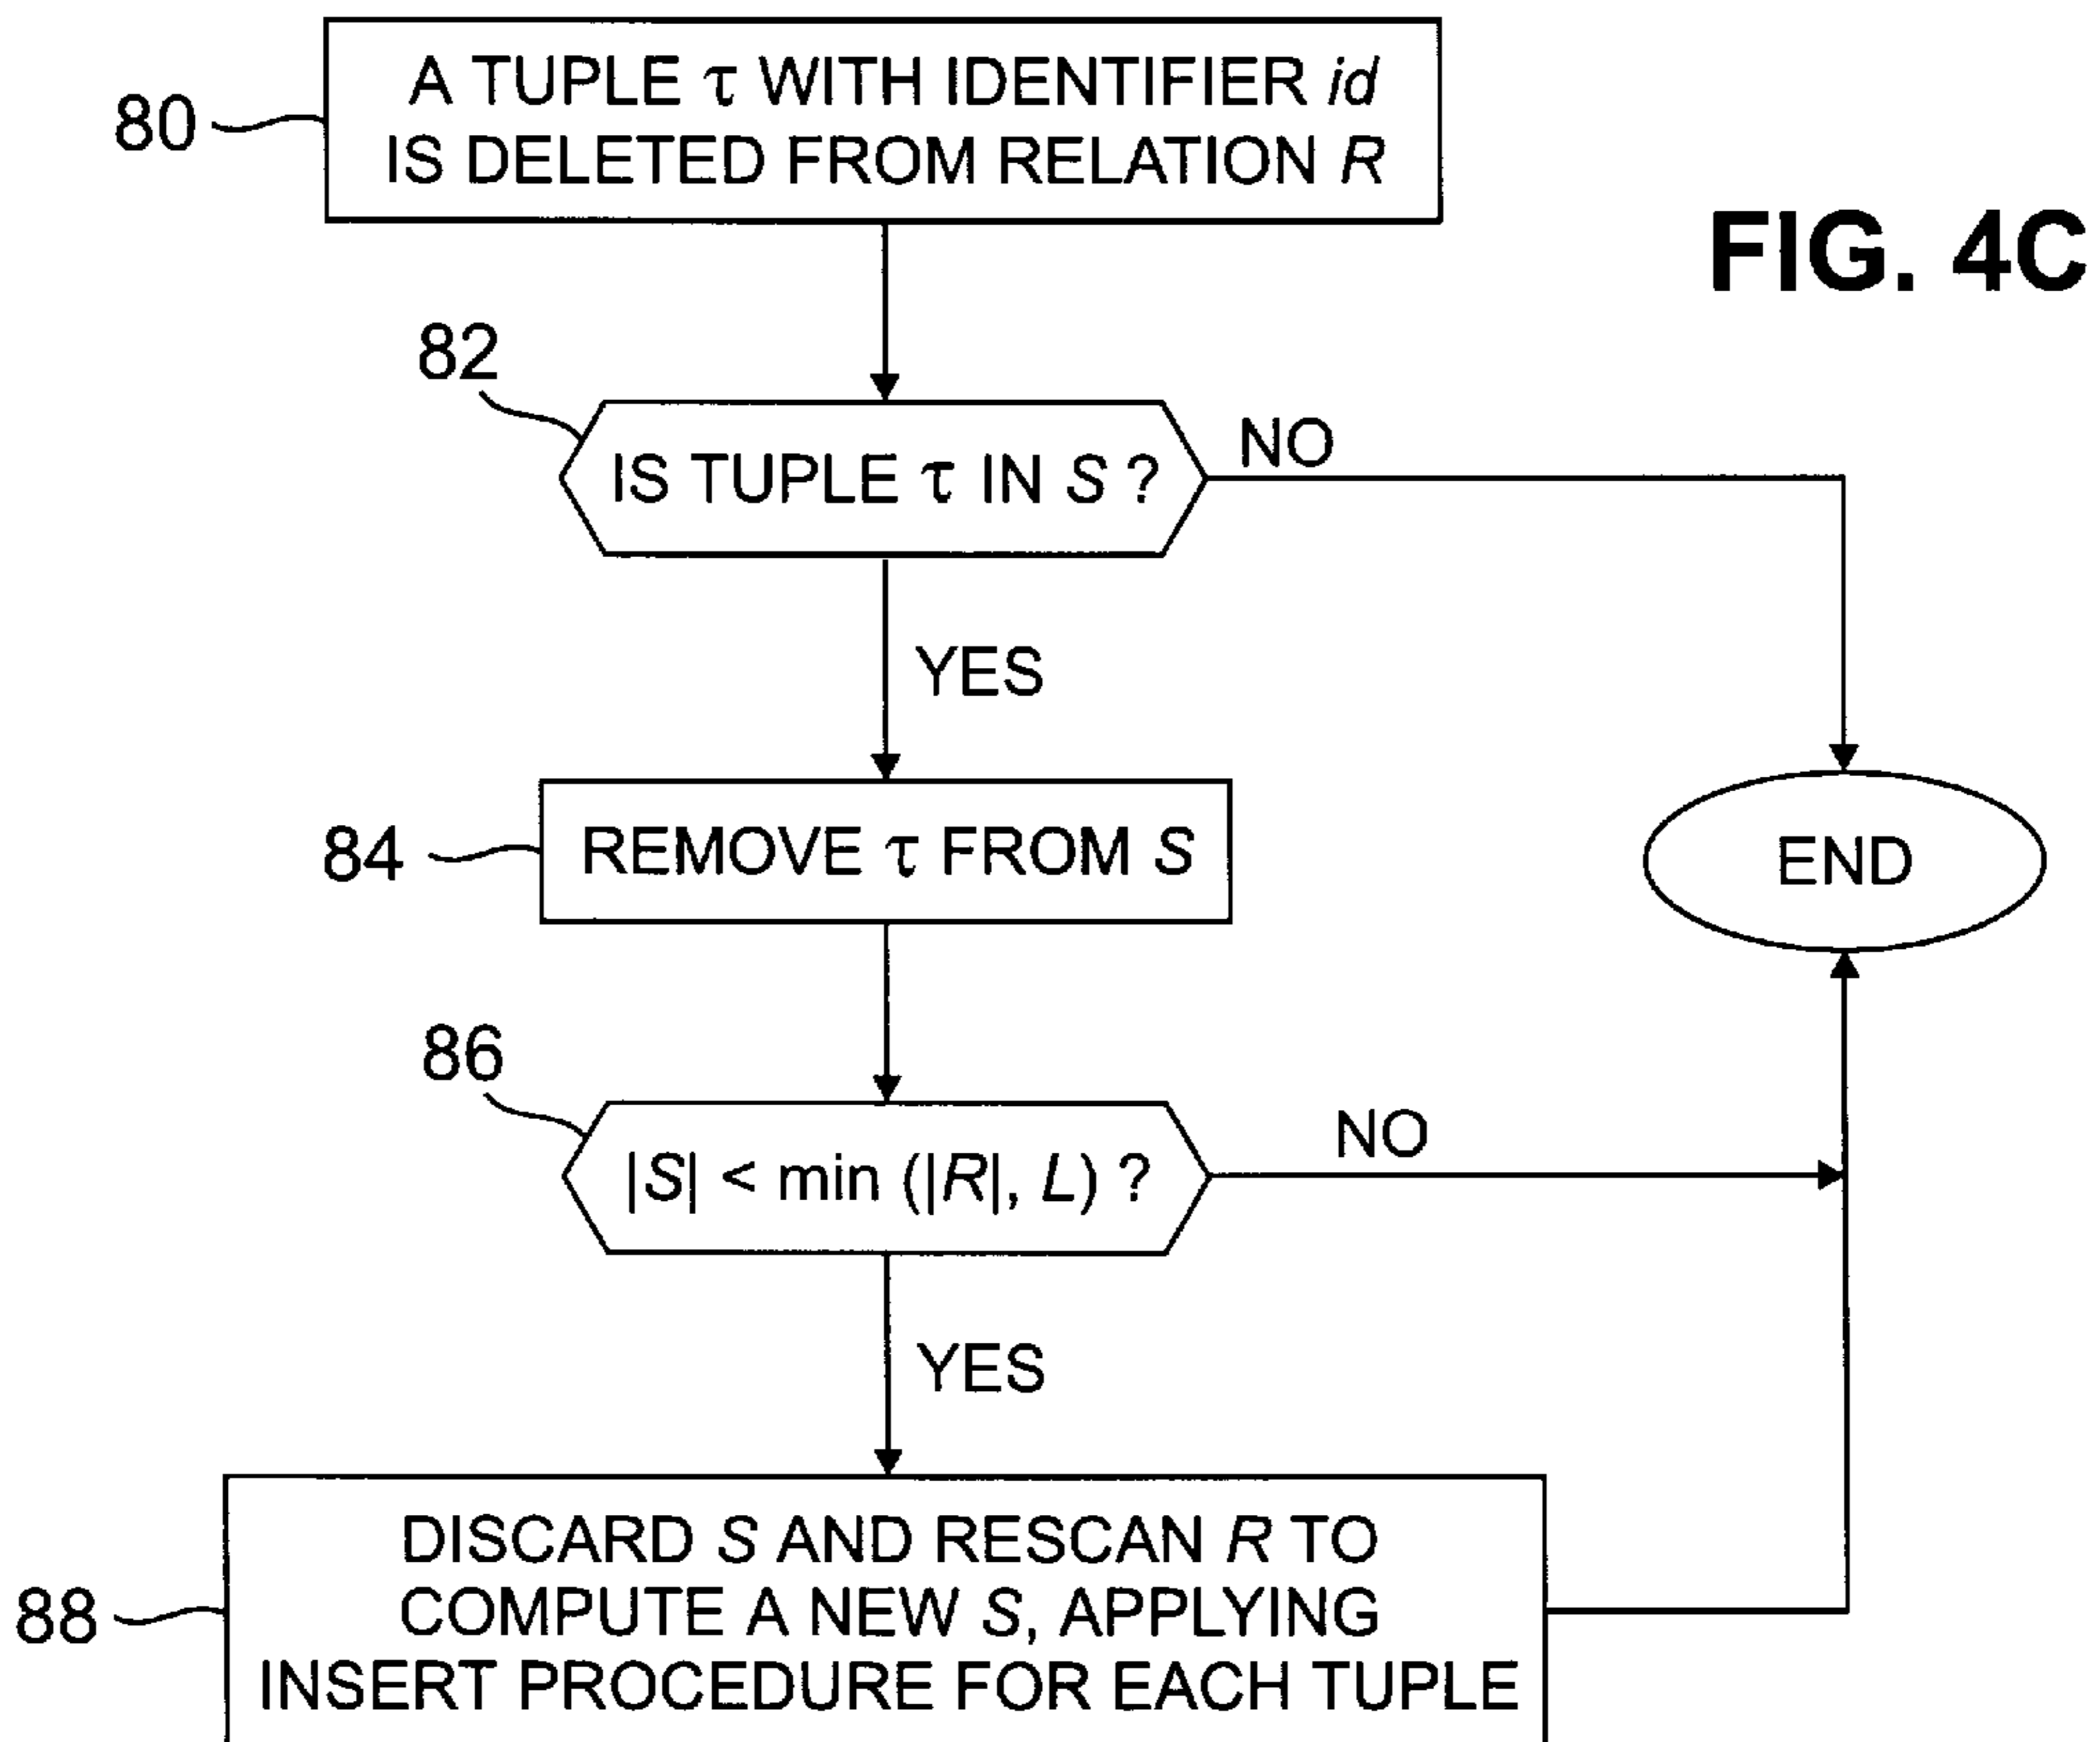 80
A TUPLE τ WITH IDENTIFIER id
IS DELETED FROM RELATION R
FIG. 4C
82
IS TUPLE τ IN S ?
NO
YES
84
REMOVE τ FROM S
END
86
|S| < min (|R|, L) ?
NO
YES
88
DISCARD S AND RESCAN R TO
COMPUTE A NEW S, APPLYING
INSERT PROCEDURE FOR EACH TUPLE